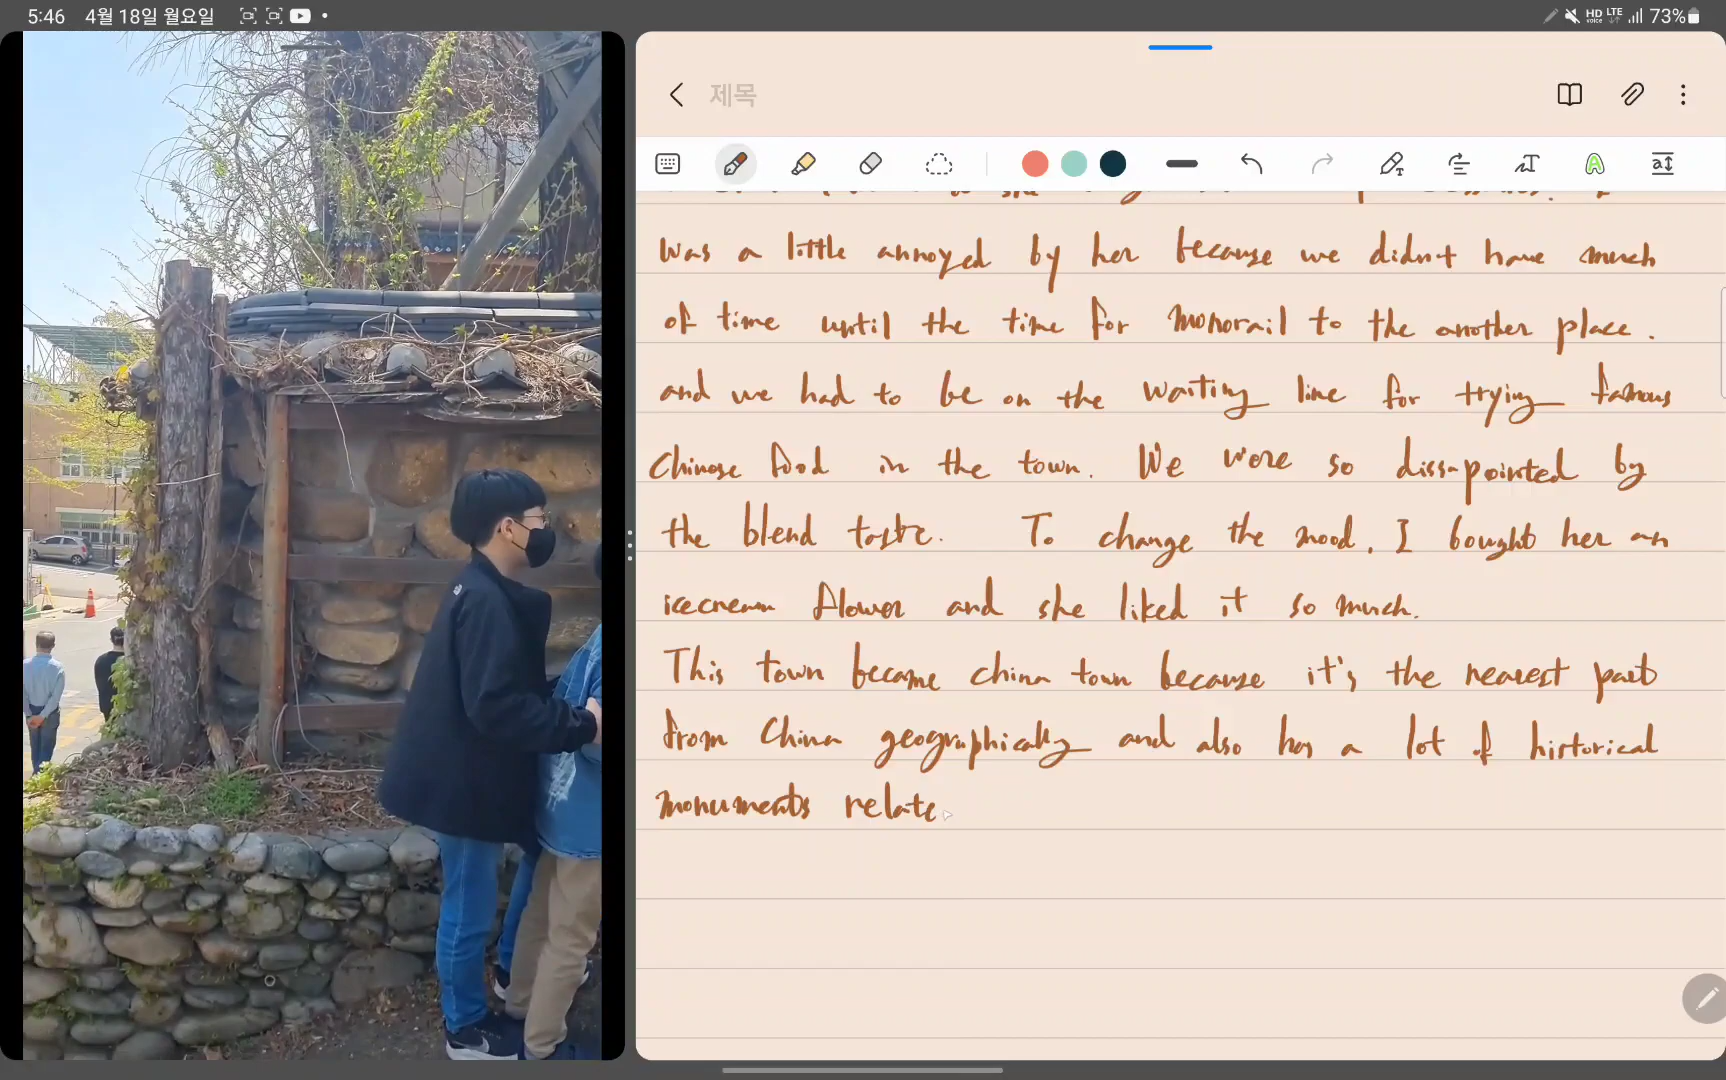 5:46 4월 18일 월요일
HD voice LTE 73%
제목
was a little annoyed by her because we didn't have much
of time until the time for monorail to the another place.
and we had to be on the waiting line for trying famous
Chinese food in the town. We were so dissapointed by
the blend taste. To change the mood, I bought her an
icecream flower and she liked it so much.
This town became china town because it's the nearest part
from China geographically and also has a lot of historical
monuments relate